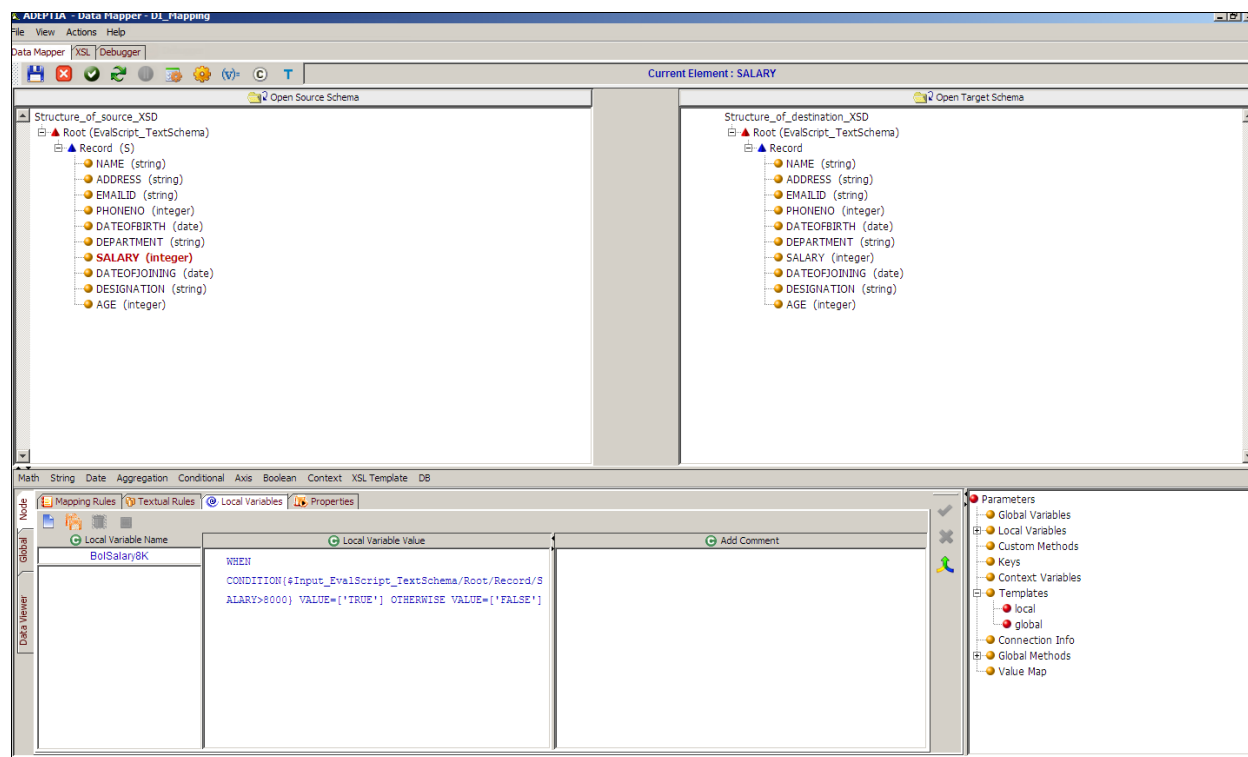 ADEPTIA - Data Mapper - DI_Mapping
File View Actions Help
Data Mapper XSL Debugger
(v)= C T Current Element : SALARY
Open Source Schema
Open Target Schema
Structure_of_source_XSD
Root (EvalScript_TextSchema)
Record (S)
NAME (string)
ADDRESS (string)
EMAILID (string)
PHONENO (integer)
DATEOFBIRTH (date)
DEPARTMENT (string)
SALARY (integer)
DATEOFJOINING (date)
DESIGNATION (string)
AGE (integer)
Structure_of_destination_XSD
Root (EvalScript_TextSchema)
Record
NAME (string)
ADDRESS (string)
EMAILID (string)
PHONENO (integer)
DATEOFBIRTH (date)
DEPARTMENT (string)
SALARY (integer)
DATEOFJOINING (date)
DESIGNATION (string)
AGE (integer)
Math String Date Aggregation Conditional Axis Boolean Context XSL Template DB
Node
Global
Data Viewer
Mapping Rules Textual Rules @ Local Variables Properties
Local Variable Name
Local Variable Value
Add Comment
BolSalary8K
WHEN
CONDITION{$Input_EvalScript_TextSchema/Root/Record/S
ALARY>8000} VALUE=['TRUE'] OTHERWISE VALUE=['FALSE']
Parameters
Global Variables
Local Variables
Custom Methods
Keys
Context Variables
Templates
local
global
Connection Info
Global Methods
Value Map